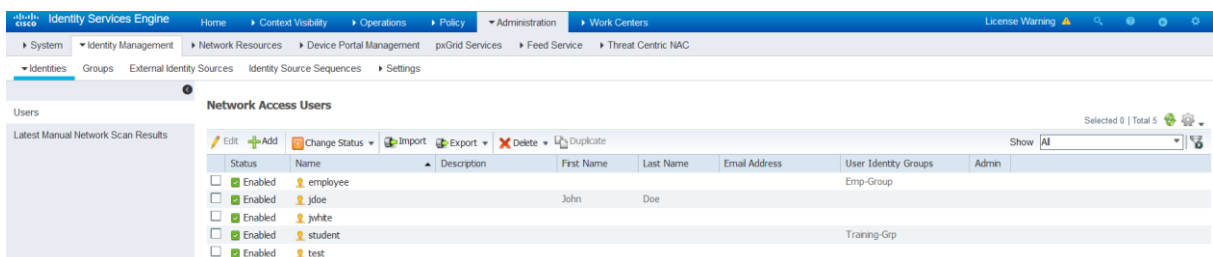 cisco Identity Services Engine Home Context Visibility Operations Policy Administration Work Centers License Warning
System Identity Management Network Resources Device Portal Management pxGrid Services Feed Service Threat Centric NAC
Identities Groups External Identity Sources Identity Source Sequences Settings
Network Access Users
Users
Selected 0 | Total 5
Latest Manual Network Scan Results
Edit Add Change Status Import Export Delete Duplicate Show All
Status Name Description First Name Last Name Email Address User Identity Groups Admin
Enabled employee Emp-Group
Enabled jdoe John Doe
Enabled jwhite
Enabled student Training-Grp
Enabled test